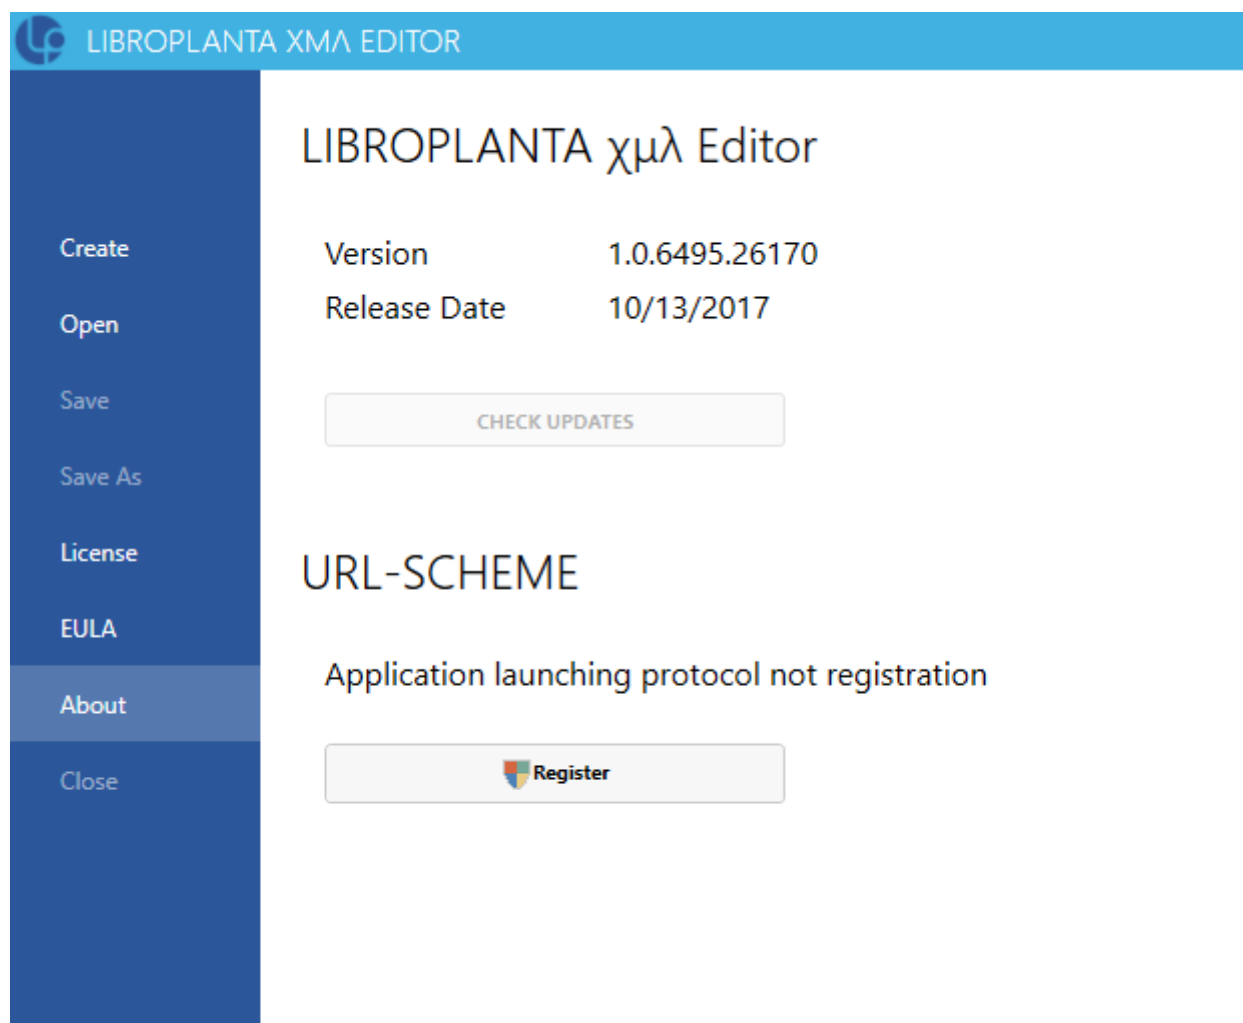 LIBROPLANTA ΧΜΛ EDITOR
LIBROPLANTA χμλ Editor
Create
Version 1.0.6495.26170
Release Date 10/13/2017
Open
Save
CHECK UPDATES
Save As
License
URL-SCHEME
EULA
Application launching protocol not registration
About
Register
Close